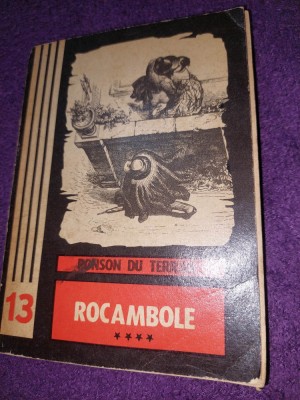 PONSON DU TERRAIL
13
ROCAMBOLE
****